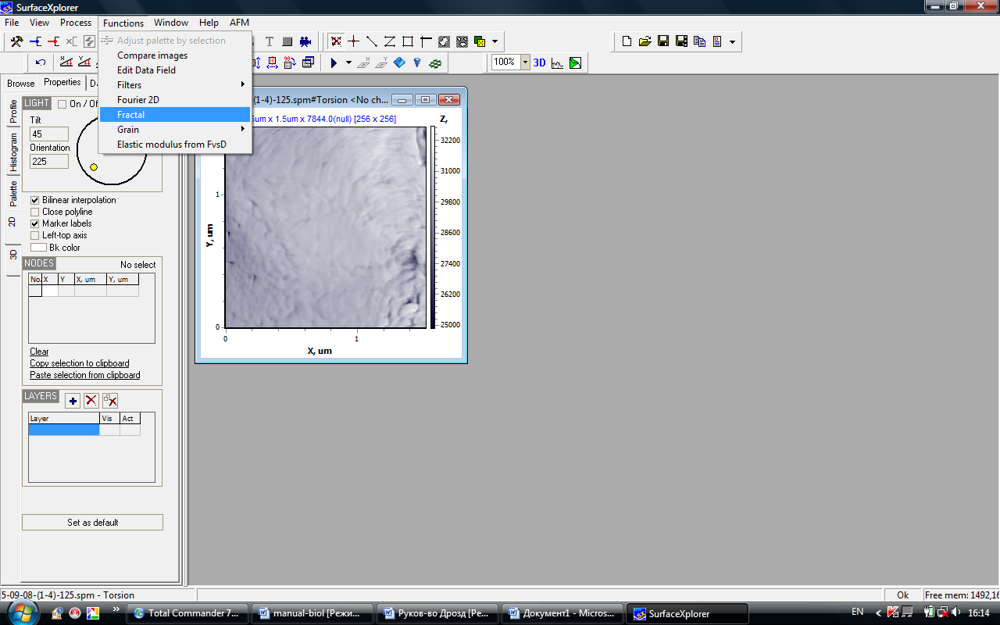 SurfaceXplorer
File View Process Functions Window Help AFM
Adjust palette by selection
Compare images
Edit Data Field
Filters
Fourier 2D
Fractal
Grain
Elastic modulus from FvsD
100% 3D
Browse Properties
Profile
Histogram
Palette
2D
3D
LIGHT
On / Of
Tilt
45
Orientation
225
Bilinear interpolation
Close polyline
Marker labels
Left-top axis
Bk color
NODES No select
No. X Y X, um Y, um
Clear
Copy selection to clipboard
Paste selection from clipboard
LAYERS
Layer Vis Act
Set as default
(1-4)-125.spm#Torsion <No ch...
um x 1.5um x 7844.0(null) [256 x 256]
Z,
32200
31000
29800
28600
27400
26200
25000
1
Y, um
0
0 1
X, um
5-09-08-(1-4)-125.spm - Torsion
Ok Free mem: 1492,16
Total Commander 7... manual-biol [Режи... Руков-во Дрозд [Ре... Документ1 - Micros... SurfaceXplorer
EN 16:14